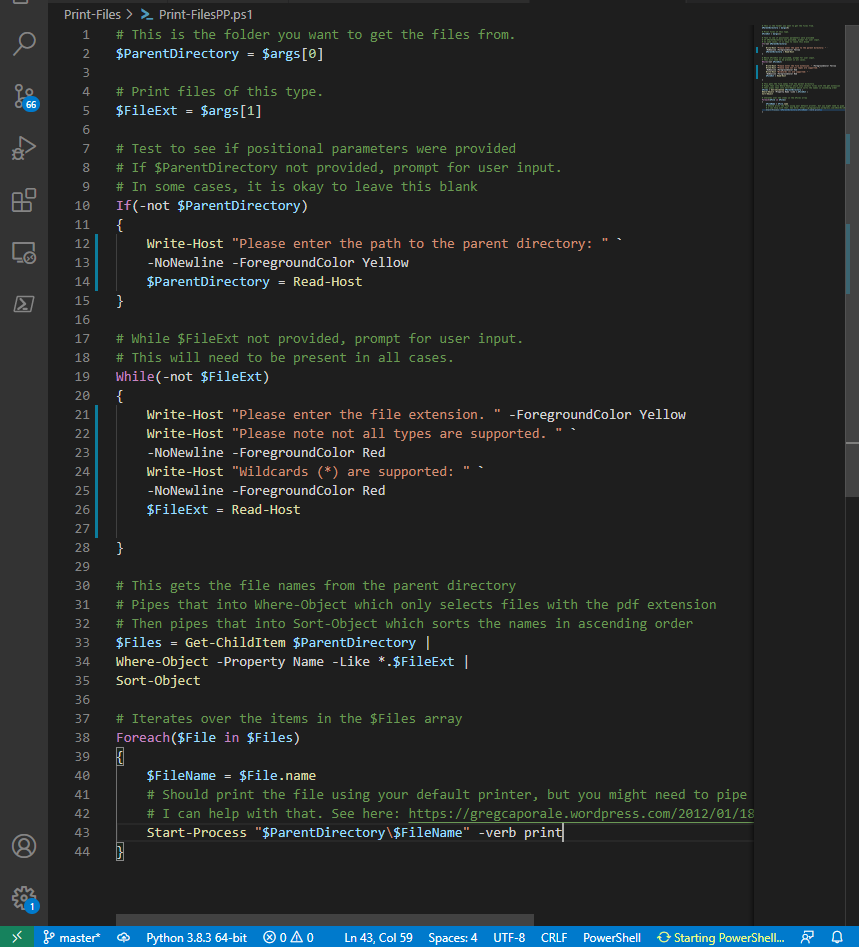 Print-Files > Print-FilesPP.ps1
1 # This is the folder you want to get the files from.
2 $ParentDirectory = $args[0]
3
4 # Print files of this type.
5 $FileExt = $args[1]
6
7 # Test to see if positional parameters were provided
8 # If $ParentDirectory not provided, prompt for user input.
9 # In some cases, it is okay to leave this blank
10 If(-not $ParentDirectory)
11 {
12     Write-Host "Please enter the path to the parent directory: " `
13     -NoNewline -ForegroundColor Yellow
14     $ParentDirectory = Read-Host
15 }
16
17 # While $FileExt not provided, prompt for user input.
18 # This will need to be present in all cases.
19 While(-not $FileExt)
20 {
21     Write-Host "Please enter the file extension. " -ForegroundColor Yellow
22     Write-Host "Please note not all types are supported. " `
23     -NoNewline -ForegroundColor Red
24     Write-Host "Wildcards (*) are supported: " `
25     -NoNewline -ForegroundColor Red
26     $FileExt = Read-Host
27
28 }
29
30 # This gets the file names from the parent directory
31 # Pipes that into Where-Object which only selects files with the pdf extension
32 # Then pipes that into Sort-Object which sorts the names in ascending order
33 $Files = Get-ChildItem $ParentDirectory |
34 Where-Object -Property Name -Like *.$FileExt |
35 Sort-Object
36
37 # Iterates over the items in the $Files array
38 Foreach($File in $Files)
39 {
40     $FileName = $File.name
41     # Should print the file using your default printer, but you might need to pipe
42     # I can help with that. See here: https://gregcaporale.wordpress.com/2012/01/18
43     Start-Process "$ParentDirectory\$FileName" -verb print
44 }
66
1
master* Python 3.8.3 64-bit 0 0 Ln 43, Col 59 Spaces: 4 UTF-8 CRLF PowerShell Starting PowerShell...